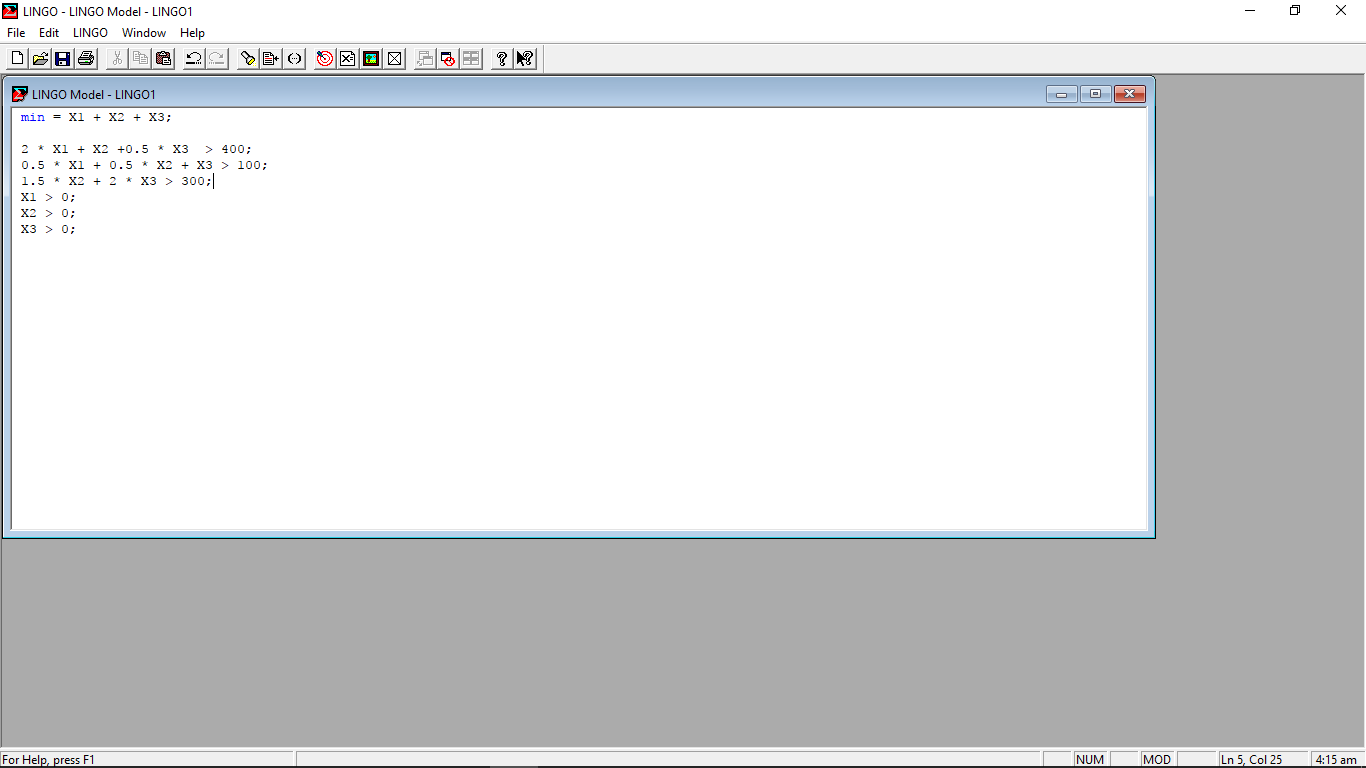 LINGO - LINGO Model - LINGO1
File Edit LINGO Window Help
LINGO Model - LINGO1
min = X1 + X2 + X3;
2 * X1 + X2 +0.5 * X3  > 400;
0.5 * X1 + 0.5 * X2 + X3 > 100;
1.5 * X2 + 2 * X3 > 300;
X1 > 0;
X2 > 0;
X3 > 0;
For Help, press F1 NUM MOD Ln 5, Col 25 4:15 am